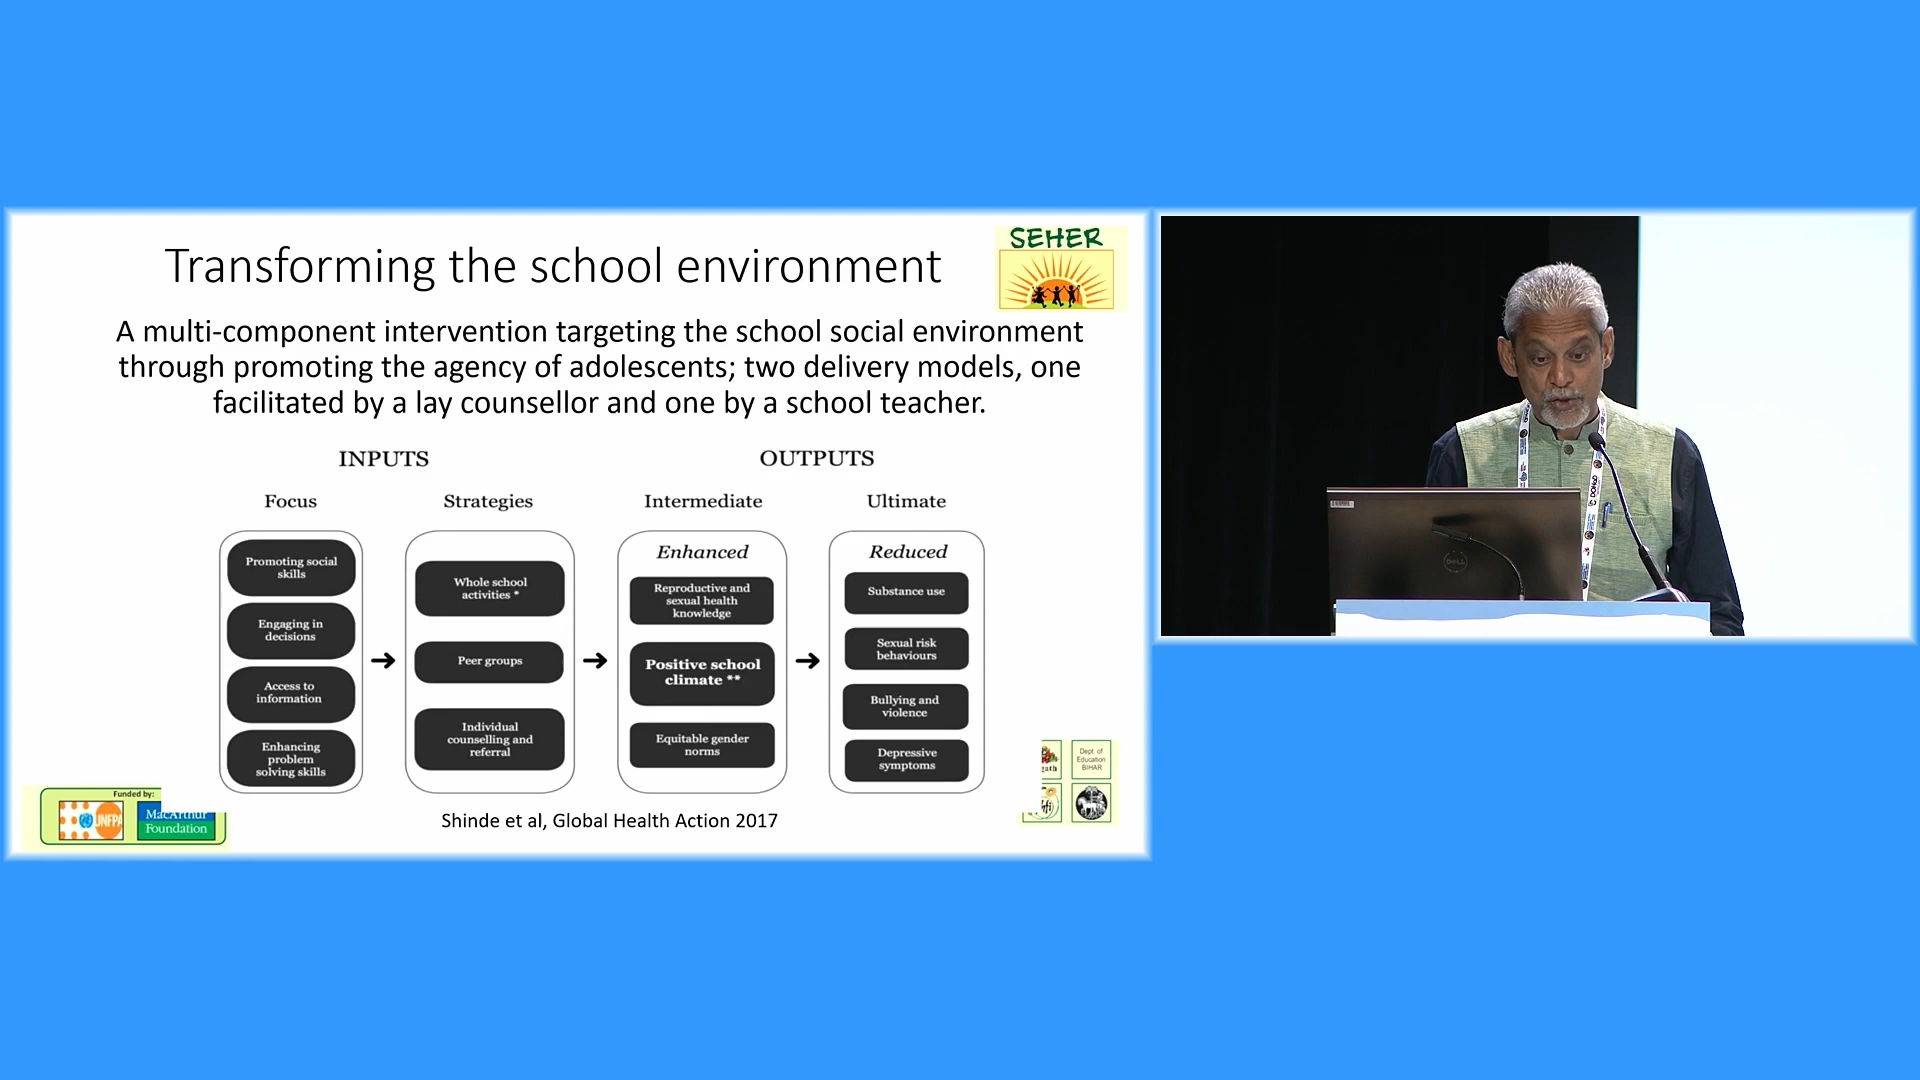 Transforming the school environment
SEHER
A multi-component intervention targeting the school social environment
through promoting the agency of adolescents; two delivery models, one
facilitated by a lay counsellor and one by a school teacher.
INPUTS
OUTPUTS
Focus
Strategies
Intermediate
Ultimate
Promoting social
skills
Engaging in
decisions
Access to
information
Enhancing
problem
solving skills
Whole school
activities *
Peer groups
Individual
counselling and
referral
Enhanced
Reproductive and
sexual health
knowledge
Positive school
climate **
Equitable gender
norms
Reduced
Substance use
Sexual risk
behaviours
Bullying and
violence
Depressive
symptoms
Funded by:
UNFPA
MacArthur
Foundation
Shinde et al, Global Health Action 2017
Dept. of
Education
BIHAR
DOHaD
DELL